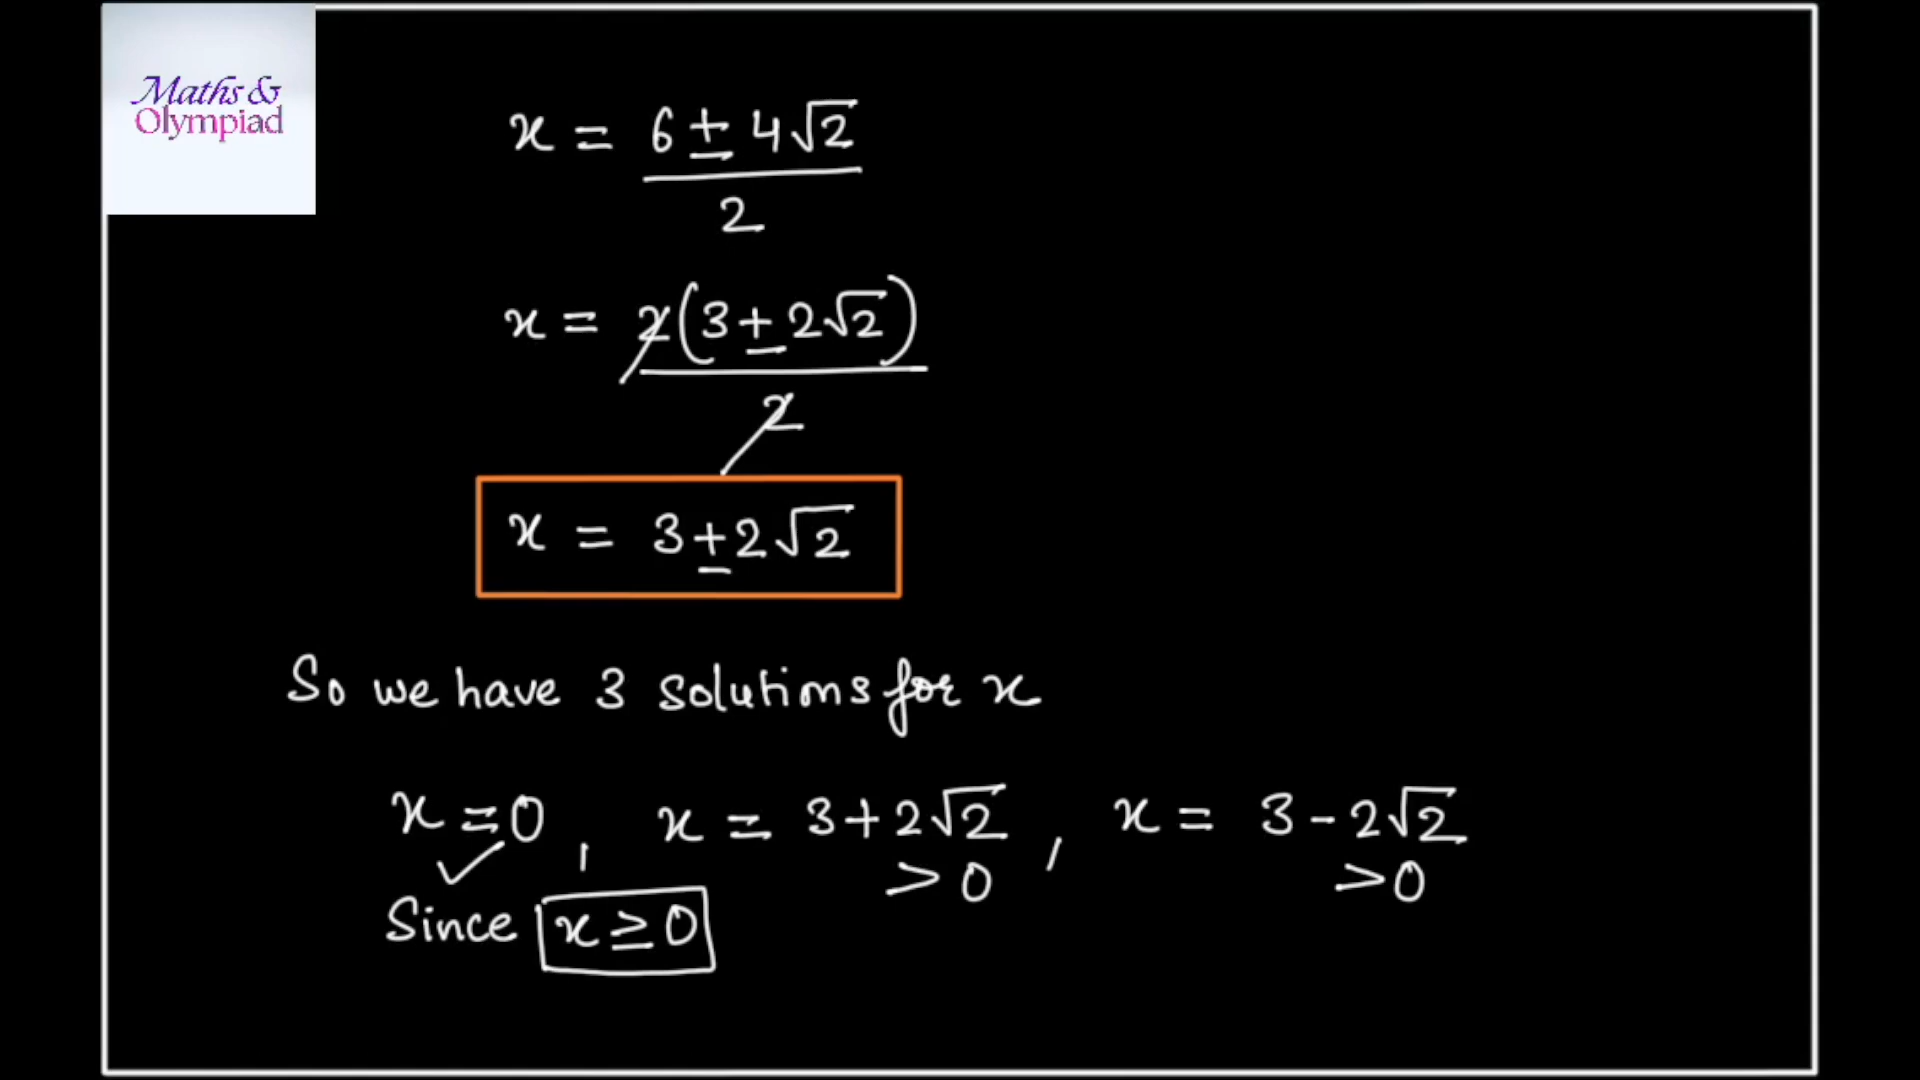 Maths &
Olympiad
x = 6 ± 4√2
2
x = 2(3 ± 2√2)
2
x = 3 ± 2√2
So we have 3 solutions for x
x = 0 , x = 3 + 2√2 , x = 3 - 2√2
✓ > 0 > 0
Since x ≥ 0